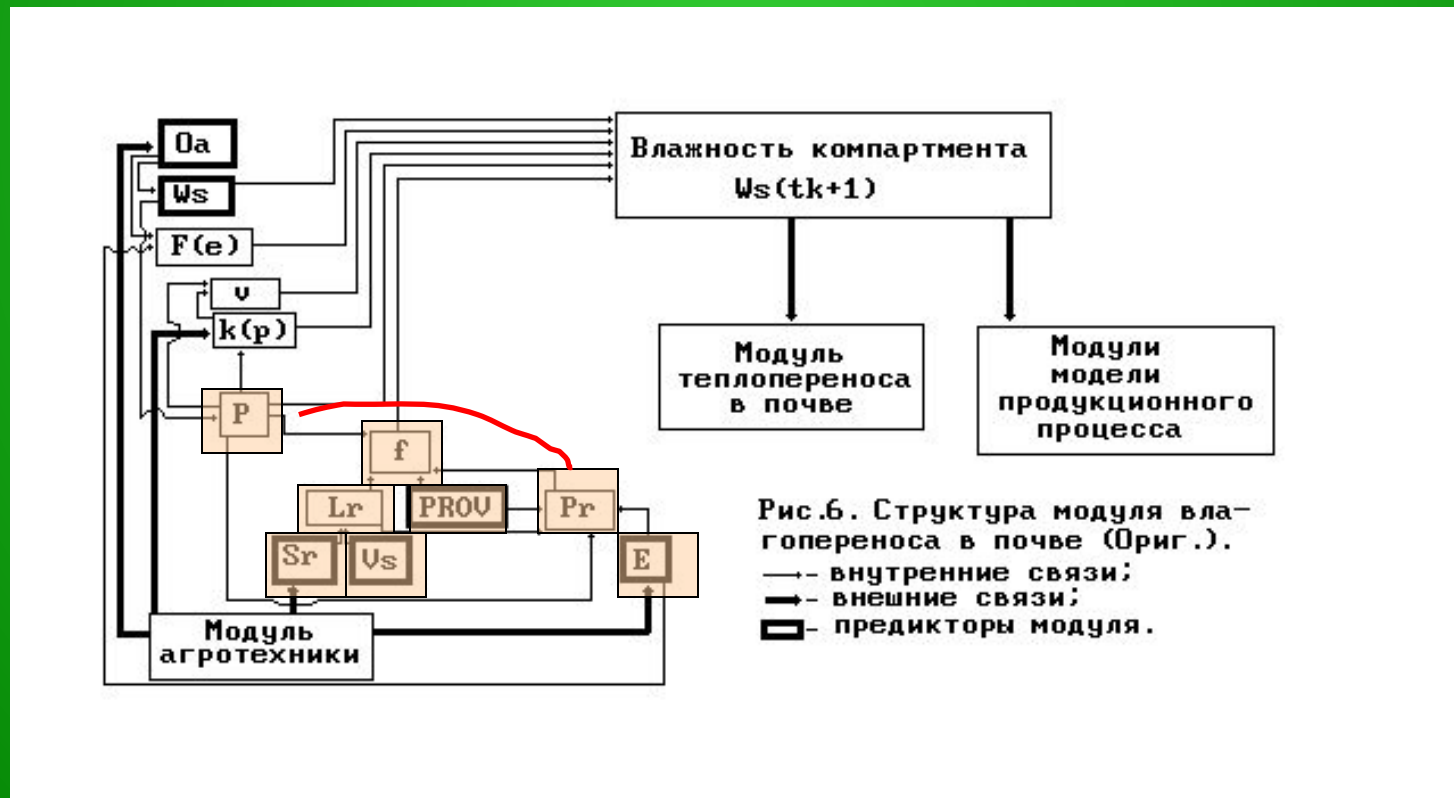 Oa
Ws
F(e)
v
k(p)
P
f
Lr
PROV
Pr
Sr
Vs
E
Модуль
агротехники
Влажность компартмента
Ws(tk+1)
Модуль
теплопереноса
в почве
Модули
модели
продукционного
процесса
Рис.6. Структура модуля вла-
гопереноса в почве (Ориг.).
- внутренние связи;
- внешние связи;
- предикторы модуля.